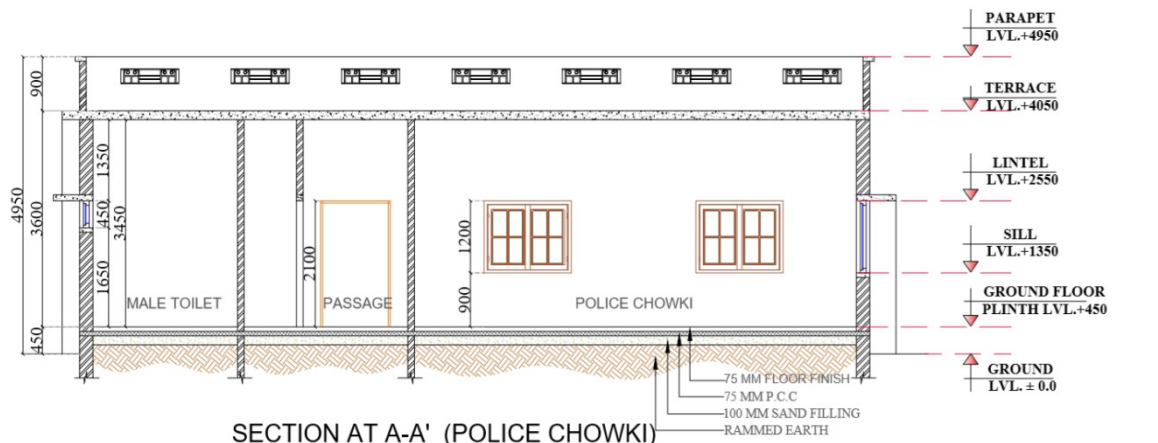 PARAPET
LVL.+4950
TERRACE
LVL.+4050
LINTEL
LVL.+2550
SILL
LVL.+1350
GROUND FLOOR
PLINTH LVL.+450
GROUND
LVL. ± 0.0
4950
900
3600
450
1350
450
1650
3450
2100
1200
900
MALE TOILET
PASSAGE
POLICE CHOWKI
75 MM FLOOR FINISH
75 MM P.C.C
100 MM SAND FILLING
RAMMED EARTH
SECTION AT A-A' (POLICE CHOWKI)